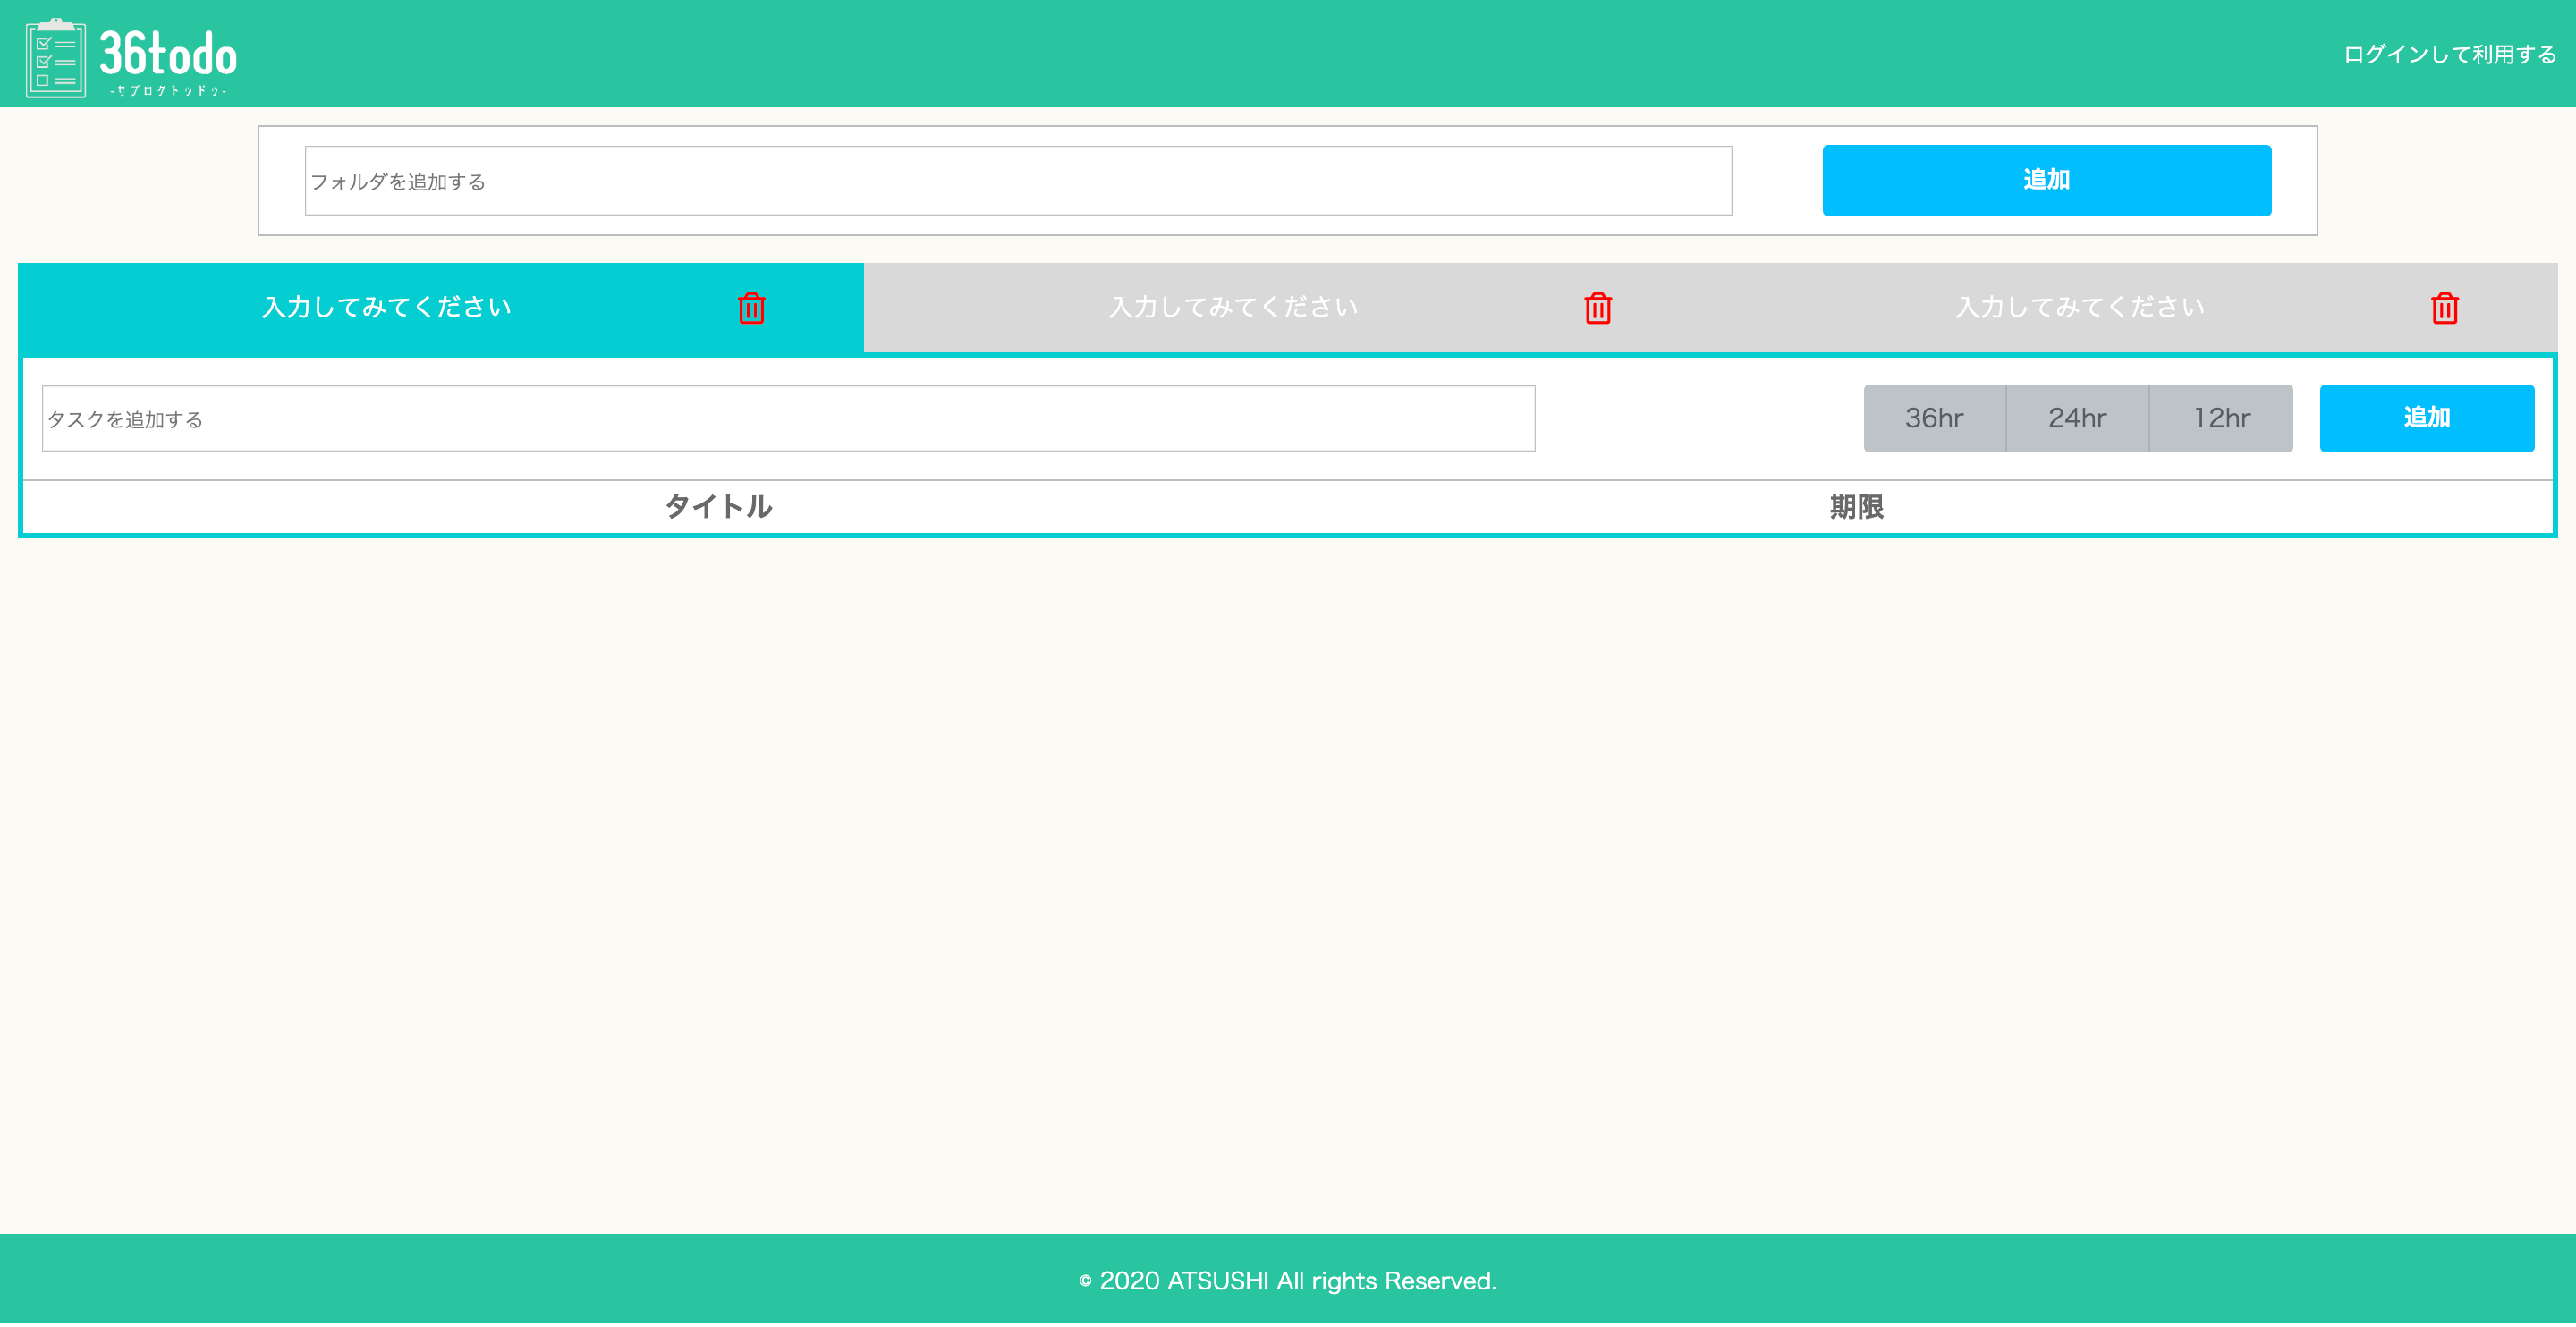 36todo
-サブロクトゥドゥ-
ログインして利用する
フォルダを追加する
追加
入力してみてください
入力してみてください
入力してみてください
タスクを追加する
36hr
24hr
12hr
追加
タイトル
期限
© 2020 ATSUSHI All rights Reserved.